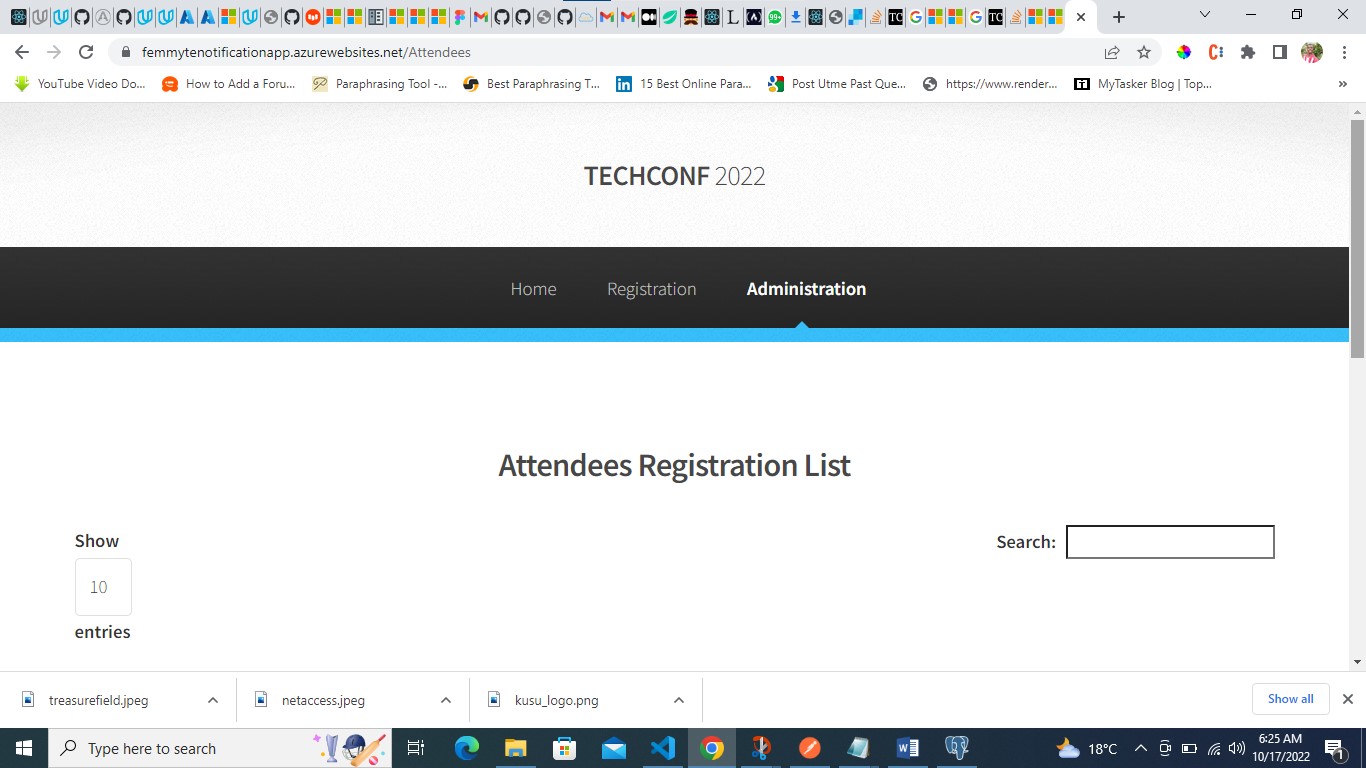 99+
femmytenotificationapp.azurewebsites.net/Attendees
YouTube Video Do... How to Add a Foru... Paraphrasing Tool -... Best Paraphrasing T... 15 Best Online Para... Post Utme Past Que... https://www.render... MyTasker Blog | Top... »
TECHCONF 2022
Home Registration Administration
Attendees Registration List
Show
Search:
10
entries
treasurefield.jpeg netaccess.jpeg kusu_logo.png Show all
Type here to search 18°C 6:25 AM
10/17/2022
1